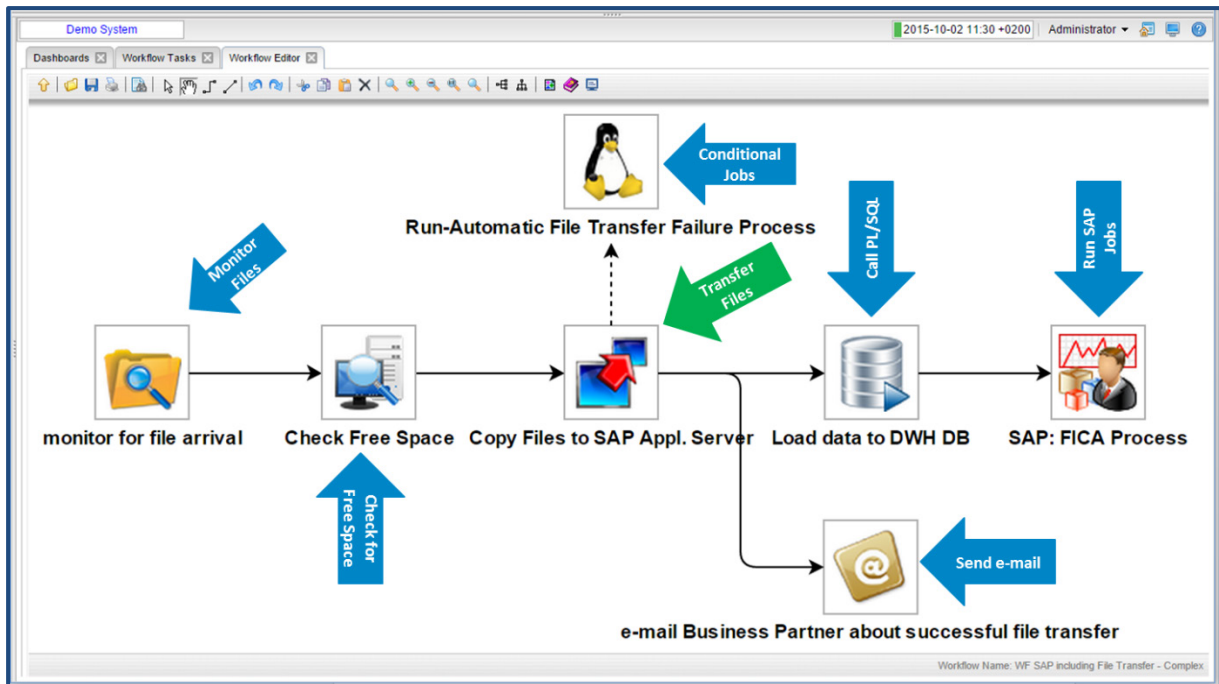 Demo System
2015-10-02 11:30 +0200
Administrator
Dashboards
Workflow Tasks
Workflow Editor
Conditional
Jobs
Run-Automatic File Transfer Failure Process
Monitor
Files
Transfer
Files
Call PL/SQL
Run SAP
Jobs
monitor for file arrival
Check Free Space
Copy Files to SAP Appl. Server
Load data to DWH DB
SAP: FICA Process
Check for
Free Space
Send e-mail
e-mail Business Partner about successful file transfer
Workflow Name: WF SAP including File Transfer - Complex